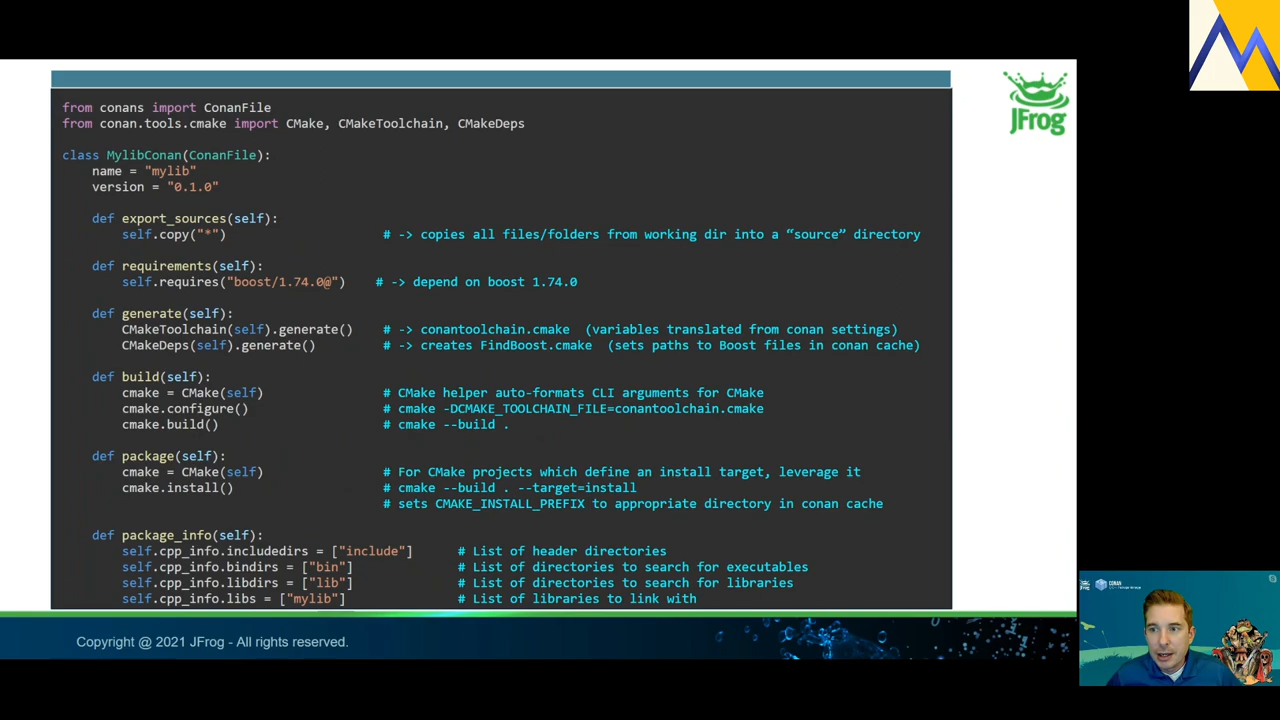 JFrog
from conans import ConanFile
from conan.tools.cmake import CMake, CMakeToolchain, CMakeDeps
class MylibConan(ConanFile):
name = "mylib"
version = "0.1.0"
def export_sources(self):
self.copy("*") # -> copies all files/folders from working dir into a “source” directory
def requirements(self):
self.requires("boost/1.74.0@") # -> depend on boost 1.74.0
def generate(self):
CMakeToolchain(self).generate() # -> conantoolchain.cmake (variables translated from conan settings)
CMakeDeps(self).generate() # -> creates FindBoost.cmake (sets paths to Boost files in conan cache)
def build(self):
cmake = CMake(self) # CMake helper auto-formats CLI arguments for CMake
cmake.configure() # cmake -DCMAKE_TOOLCHAIN_FILE=conantoolchain.cmake
cmake.build() # cmake --build .
def package(self):
cmake = CMake(self) # For CMake projects which define an install target, leverage it
cmake.install() # cmake --build . --target=install
# sets CMAKE_INSTALL_PREFIX to appropriate directory in conan cache
def package_info(self):
self.cpp_info.includedirs = ["include"] # List of header directories
self.cpp_info.bindirs = ["bin"] # List of directories to search for executables
self.cpp_info.libdirs = ["lib"] # List of directories to search for libraries
self.cpp_info.libs = ["mylib"] # List of libraries to link with
Copyright @ 2021 JFrog - All rights reserved.
CONAN